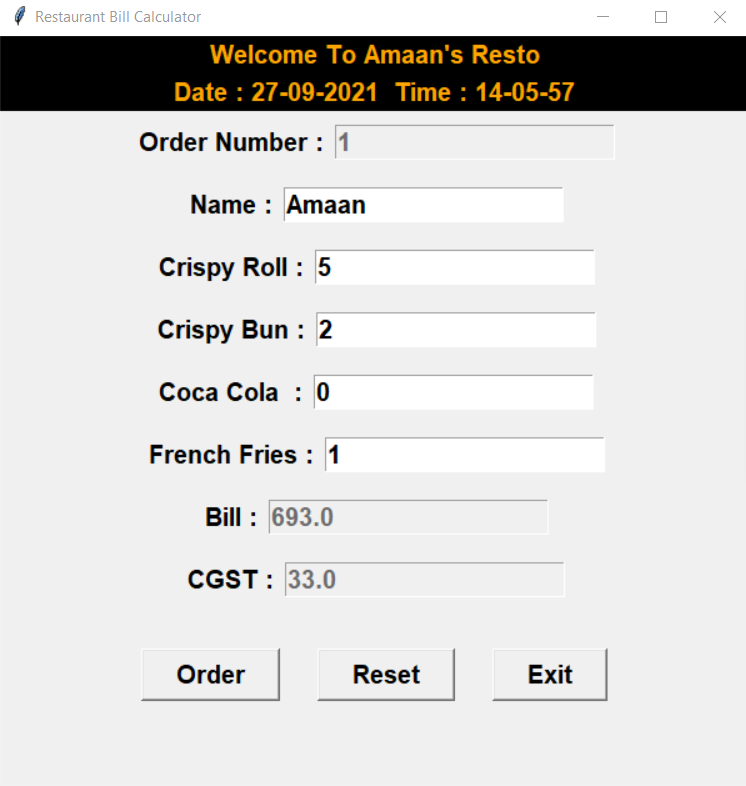 Restaurant Bill Calculator
Welcome To Amaan's Resto
Date : 27-09-2021 Time : 14-05-57
Order Number : 1
Name : Amaan
Crispy Roll : 5
Crispy Bun : 2
Coca Cola : 0
French Fries : 1
Bill : 693.0
CGST : 33.0
Order Reset Exit